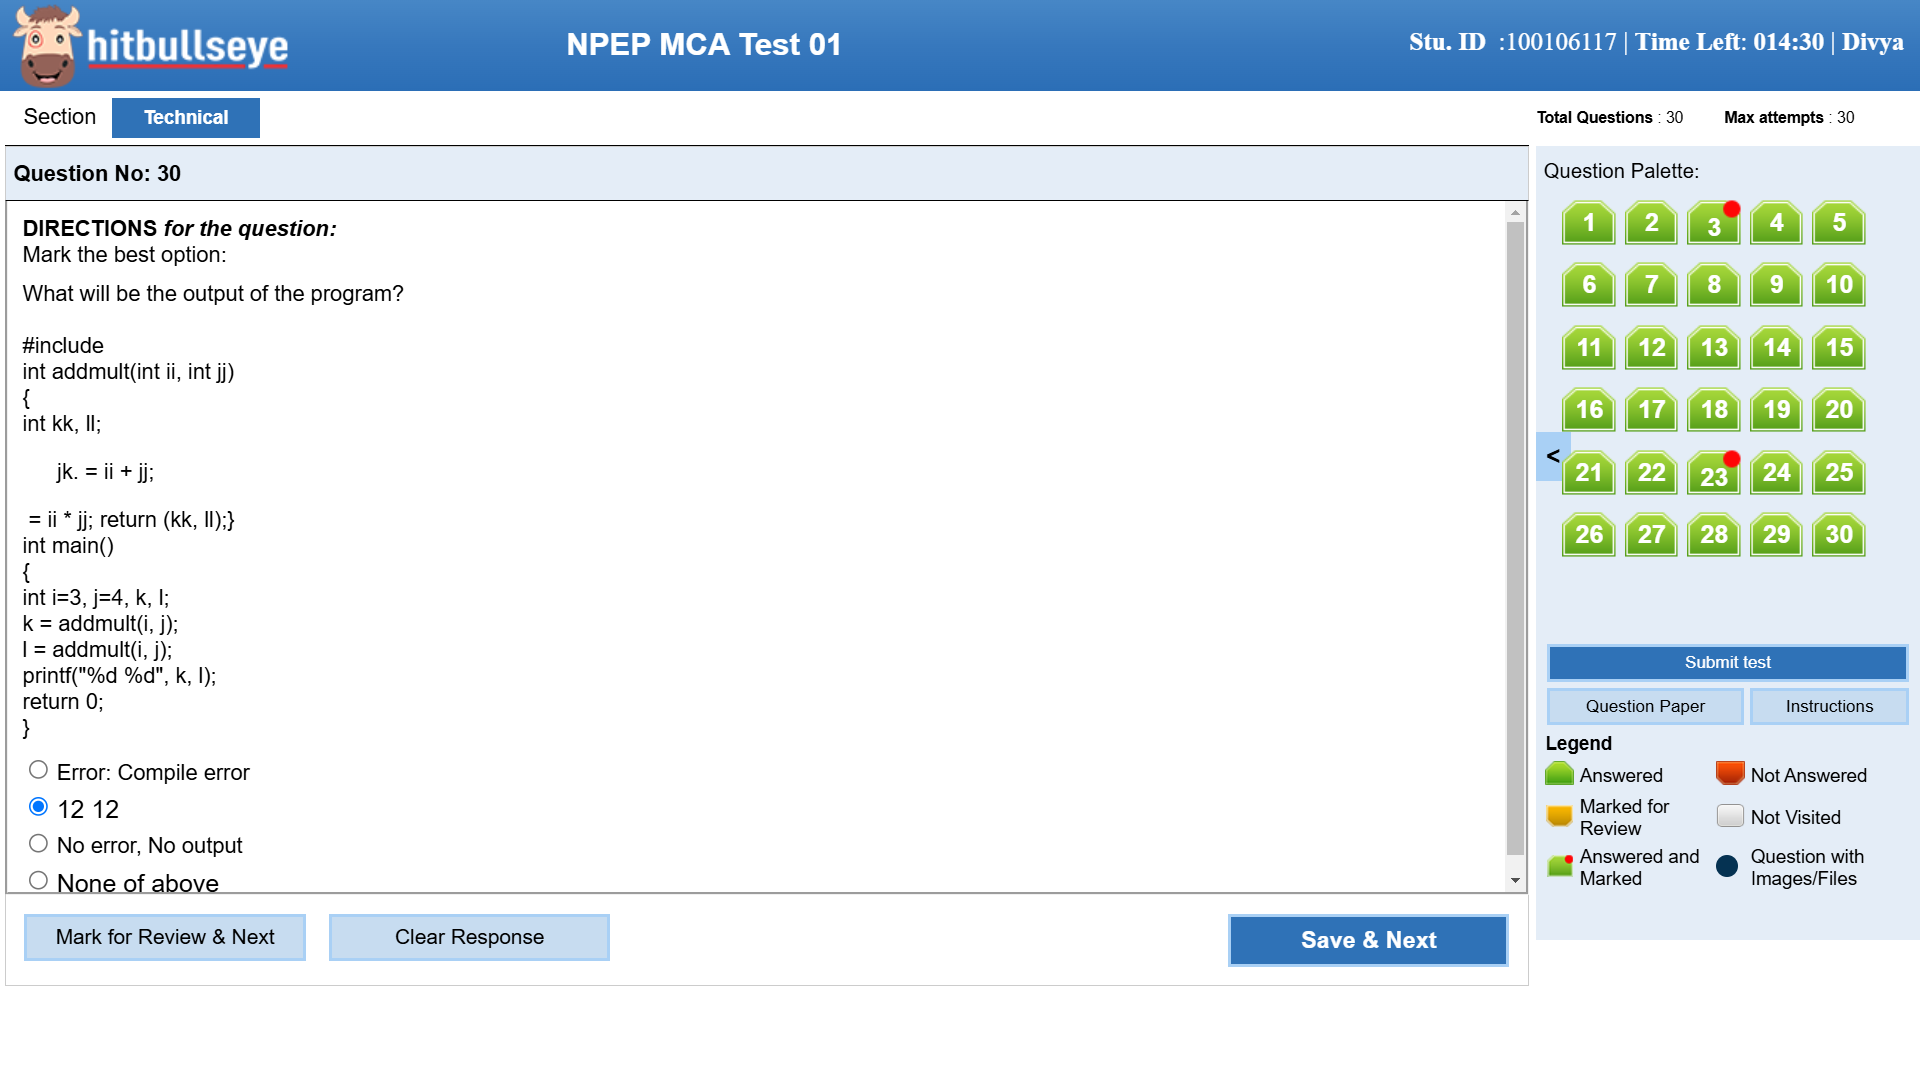 hitbullseye
NPEP MCA Test 01
Stu. ID :100106117 | Time Left: 014:30 | Divya
Section
Technical
Total Questions : 30
Max attempts : 30
Question No: 30
DIRECTIONS for the question:
Mark the best option:
What will be the output of the program?
#include
int addmult(int ii, int jj)
{
int kk, ll;
jk. = ii + jj;
= ii * jj; return (kk, ll);}
int main()
{
int i=3, j=4, k, l;
k = addmult(i, j);
l = addmult(i, j);
printf("%d %d", k, l);
return 0;
}
Error: Compile error
12 12
No error, No output
None of above
Mark for Review & Next
Clear Response
Save & Next
Question Palette:
1 2 3 4 5
6 7 8 9 10
11 12 13 14 15
16 17 18 19 20
<
21 22 23 24 25
26 27 28 29 30
Submit test
Question Paper
Instructions
Legend
Answered
Not Answered
Marked for
Review
Not Visited
Answered and
Marked
Question with
Images/Files